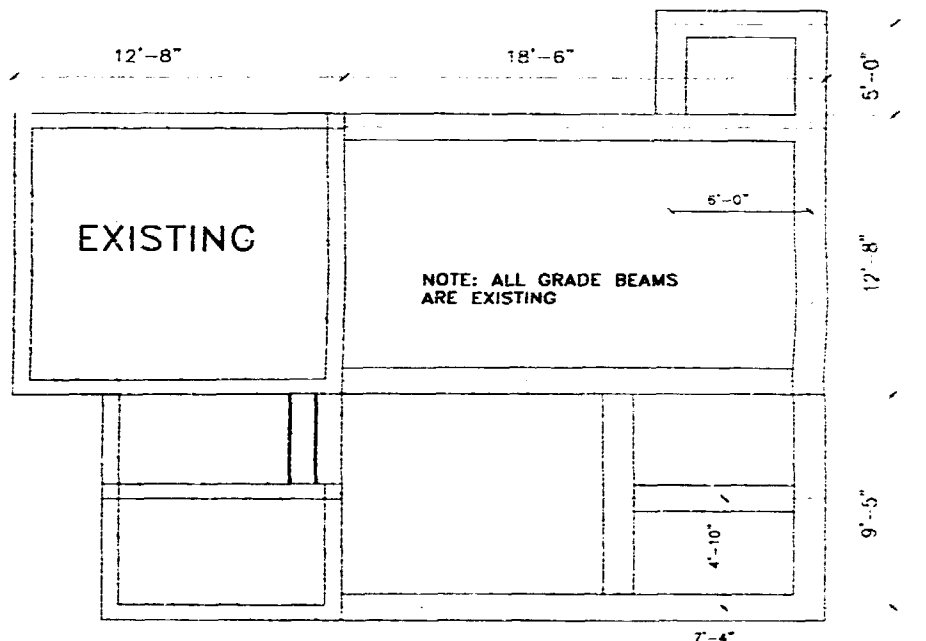 12'-8"
18'-6"
5'-0"
6'-0"
EXISTING
12'-8"
NOTE: ALL GRADE BEAMS
ARE EXISTING
9'-5"
4'-10"
7'-4"